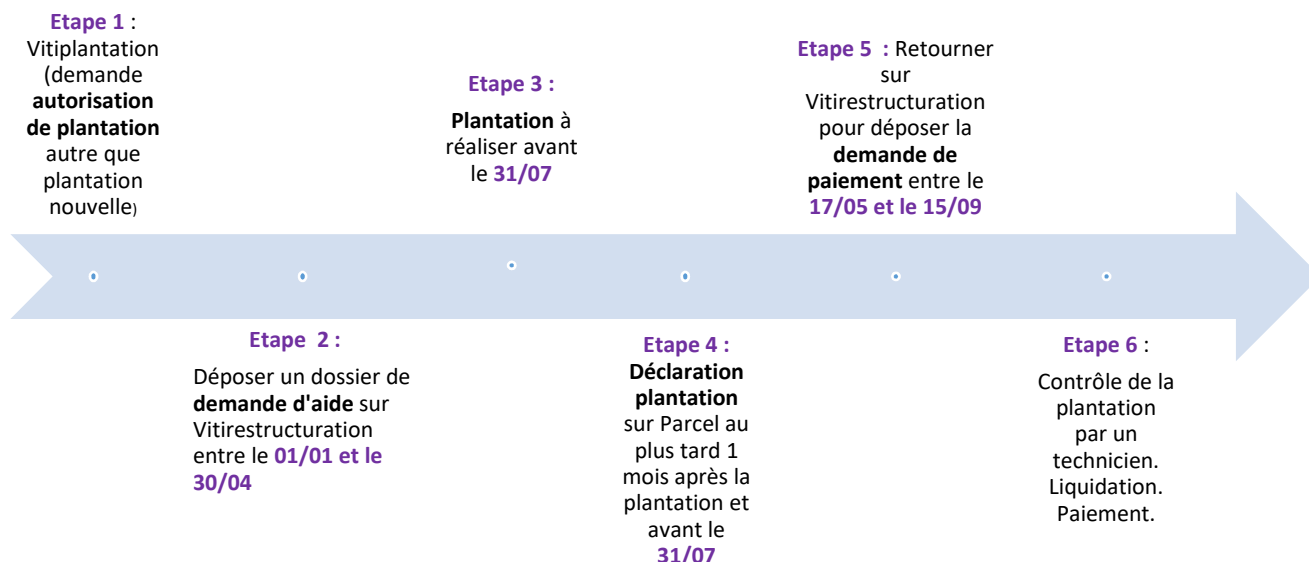 Etape 1 :
Vitiplantation
(demande
autorisation
de plantation
autre que
plantation
nouvelle)
Etape 2 :
Déposer un dossier de
demande d'aide sur
Vitirestructuration
entre le 01/01 et le
30/04
Etape 3 :
Plantation à
réaliser avant
le 31/07
Etape 4 :
Déclaration
plantation
sur Parcel au
plus tard 1
mois après la
plantation et
avant le
31/07
Etape 5 : Retourner
sur
Vitirestructuration
pour déposer la
demande de
paiement entre le
17/05 et le 15/09
Etape 6 :
Contrôle de la
plantation
par un
technicien.
Liquidation.
Paiement.